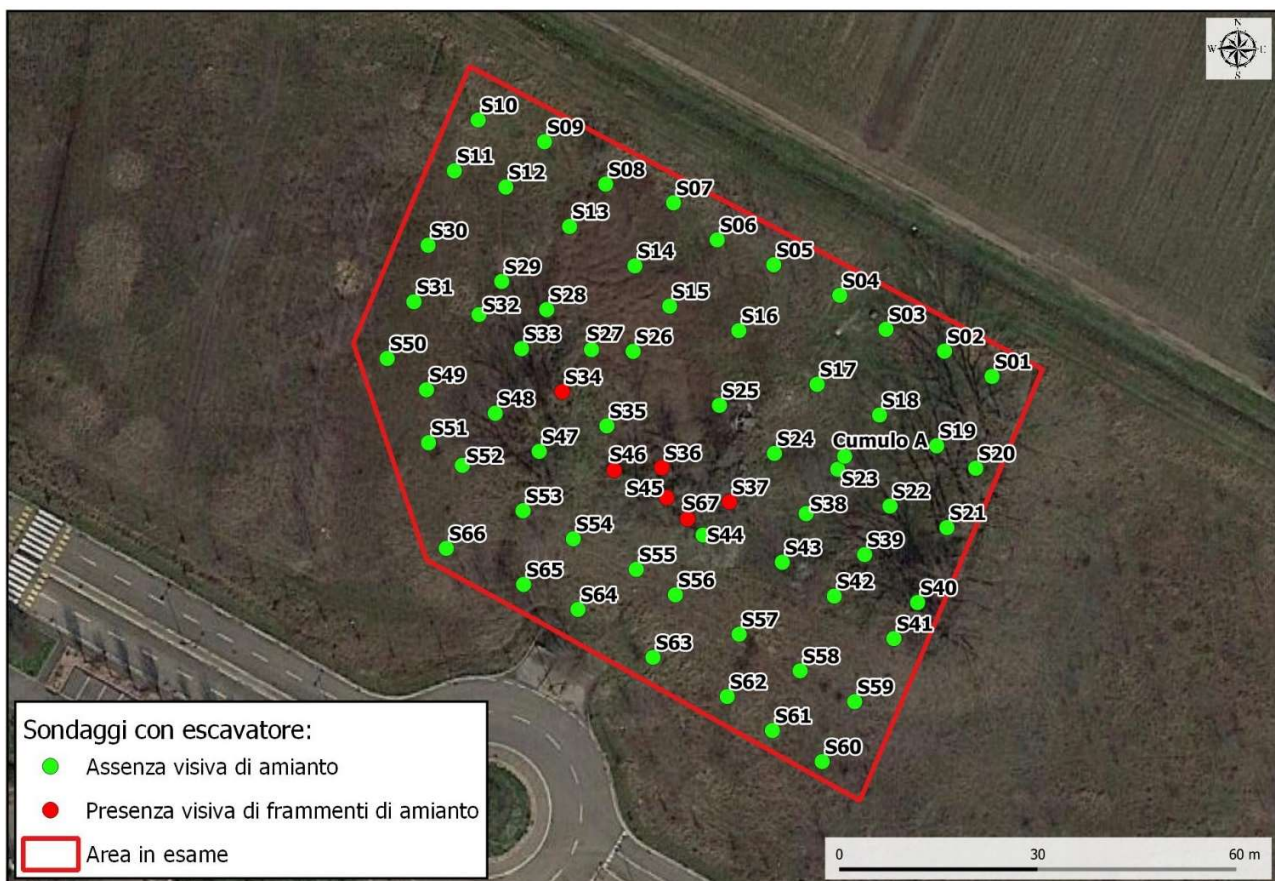 N
W E
S
S10
S09
S11
S12
S08
S07
S13
S06
S30
S05
S14
S29
S04
S31
S28
S15
S32
S16
S03
S33
S27
S26
S02
S50
S01
S49
S34
S17
S48
S25
S18
S51
S47
S35
S24
Cumulo A
S19
S52
S46
S36
S23
S20
S45
S37
S53
S67
S38
S22
S21
S54
S44
S66
S55
S43
S39
S65
S56
S42
S40
S64
S57
S41
S63
S58
S62
S59
S61
S60
Sondaggi con escavatore:
Assenza visiva di amianto
Presenza visiva di frammenti di amianto
Area in esame
0 30 60 m